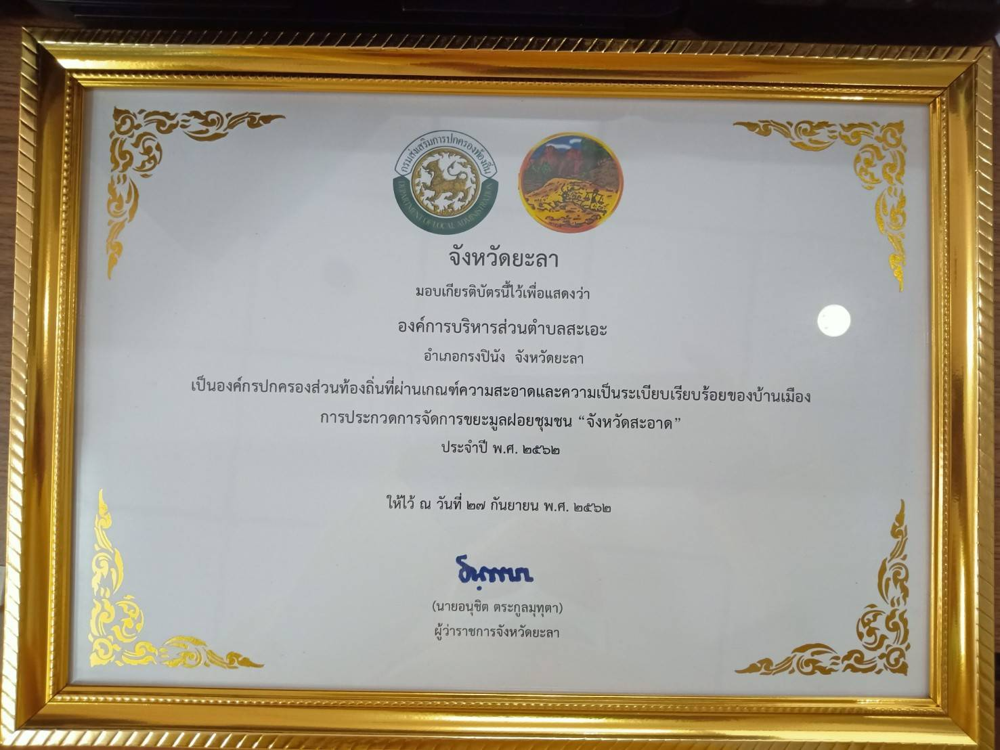 กรมส่งเสริมการปกครองท้องถิ่น
DEPARTMENT OF LOCAL ADMINISTRATION
จังหวัดยะลา
มอบเกียรติบัตรนี้ไว้เพื่อแสดงว่า
องค์การบริหารส่วนตำบลสะเอะ
อำเภอกรงปินัง จังหวัดยะลา
เป็นองค์กรปกครองส่วนท้องถิ่นที่ผ่านเกณฑ์ความสะอาดและความเป็นระเบียบเรียบร้อยของบ้านเมือง
การประกวดการจัดการขยะมูลฝอยชุมชน “จังหวัดสะอาด”
ประจำปี พ.ศ. ๒๕๖๒
ให้ไว้ ณ วันที่ ๒๗ กันยายน พ.ศ. ๒๕๖๒
(นายอนุชิต ตระกูลมุทุตา)
ผู้ว่าราชการจังหวัดยะลา